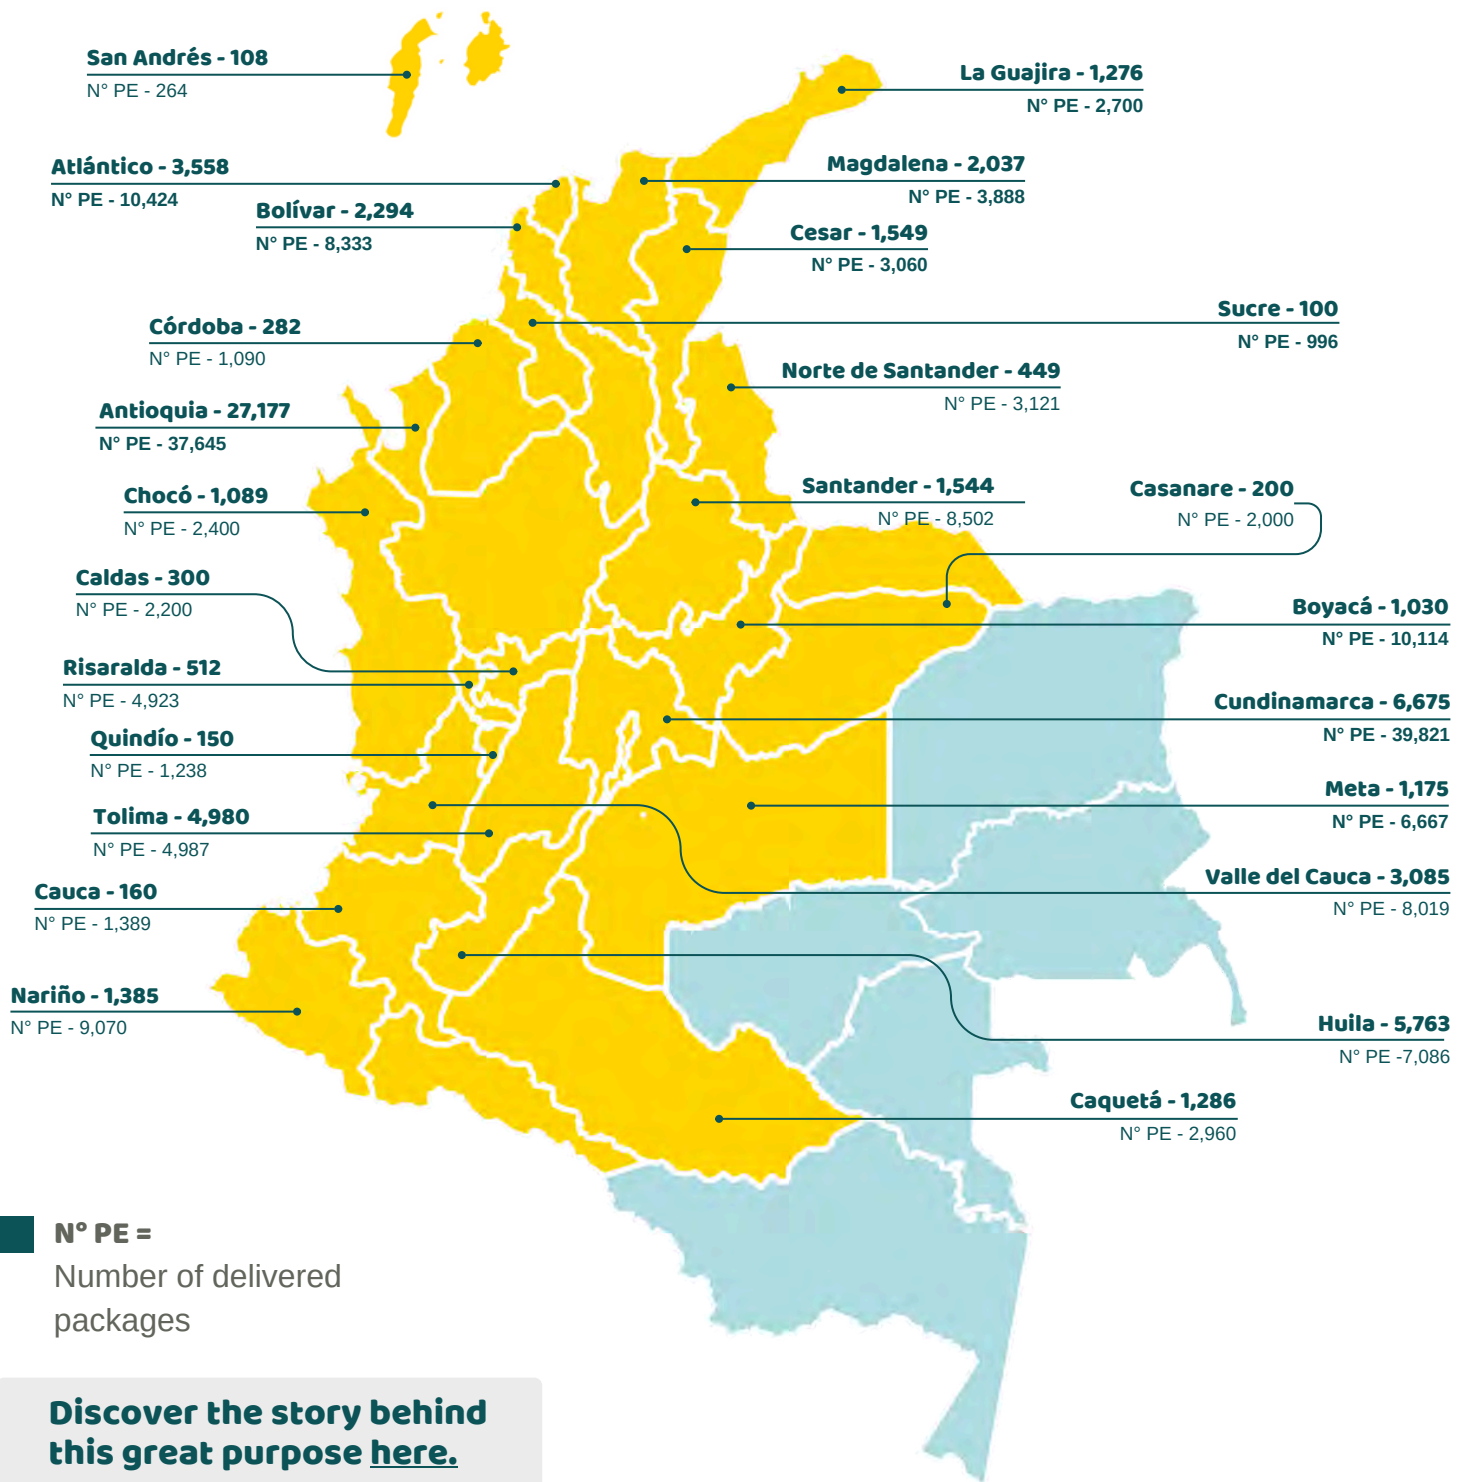 San Andrés - 108
N° PE - 264
La Guajira - 1,276
N° PE - 2,700
Atlántico - 3,558
N° PE - 10,424
Magdalena - 2,037
N° PE - 3,888
Bolívar - 2,294
N° PE - 8,333
Cesar - 1,549
N° PE - 3,060
Sucre - 100
N° PE - 996
Córdoba - 282
N° PE - 1,090
Norte de Santander - 449
N° PE - 3,121
Antioquia - 27,177
N° PE - 37,645
Santander - 1,544
N° PE - 8,502
Casanare - 200
N° PE - 2,000
Chocó - 1,089
N° PE - 2,400
Caldas - 300
N° PE - 2,200
Boyacá - 1,030
N° PE - 10,114
Risaralda - 512
N° PE - 4,923
Cundinamarca - 6,675
N° PE - 39,821
Quindío - 150
N° PE - 1,238
Meta - 1,175
N° PE - 6,667
Tolima - 4,980
N° PE - 4,987
Valle del Cauca - 3,085
N° PE - 8,019
Cauca - 160
N° PE - 1,389
Nariño - 1,385
N° PE - 9,070
Huila - 5,763
N° PE -7,086
Caquetá - 1,286
N° PE - 2,960
N° PE =
Number of delivered
packages
Discover the story behind
this great purpose here.